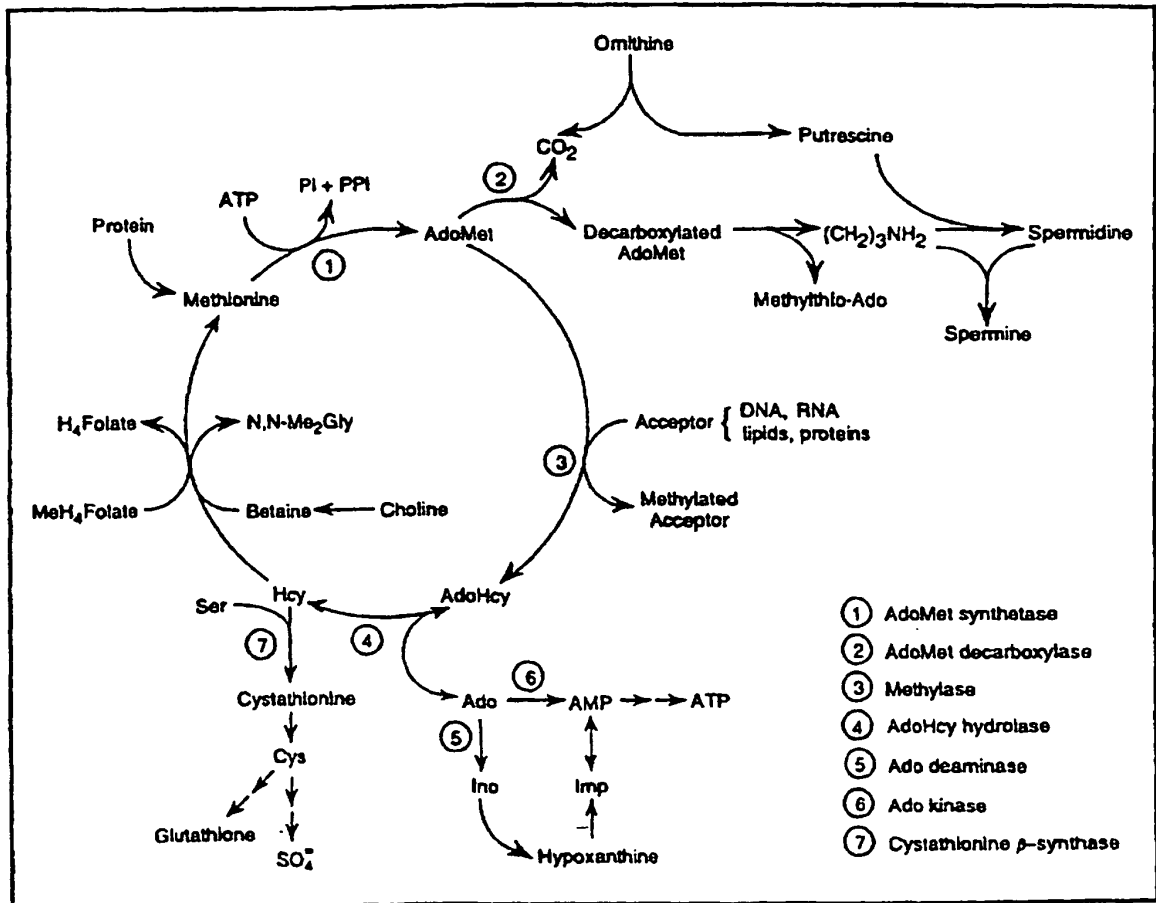 Ornithine
CO2
Putrescine
2
ATP
Pi + PPi
Protein
AdoMet
Decarboxylated
AdoMet
(CH2)3NH2
Spermidine
1
Methionine
Methylthio-Ado
Spermine
H4Folate
N,N-Me2Gly
Acceptor { DNA, RNA
lipids, proteins
3
MeH4Folate
Betaine
Choline
Methylated
Acceptor
Hcy
AdoHcy
Ser
7
4
Cystathionine
Ado
6
AMP
ATP
5
Cys
Ino
Imp
Glutathione
SO4=
Hypoxanthine
1 AdoMet synthetase
2 AdoMet decarboxylase
3 Methylase
4 AdoHcy hydrolase
5 Ado deaminase
6 Ado kinase
7 Cystathionine β-synthase